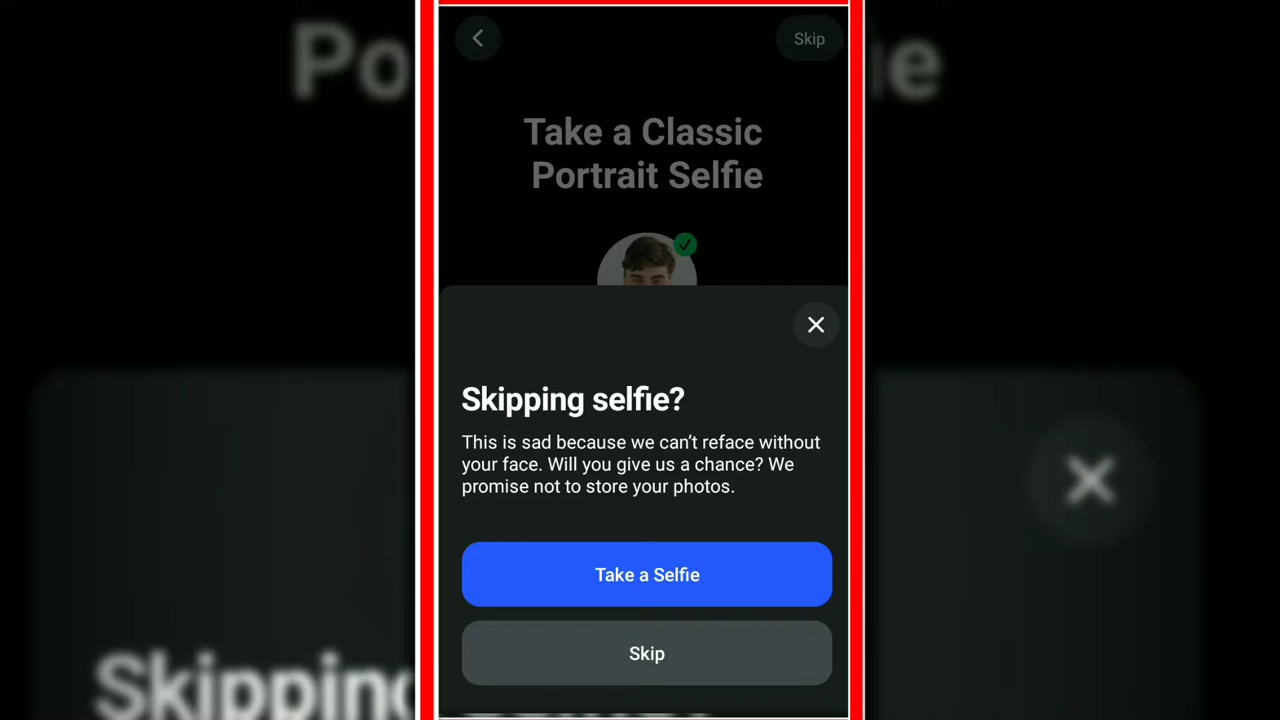 Skip
Take a Classic
Portrait Selfie
Skipping selfie?
This is sad because we can’t reface without
your face. Will you give us a chance? We
promise not to store your photos.
Take a Selfie
Skip
Po
ie
Skipping